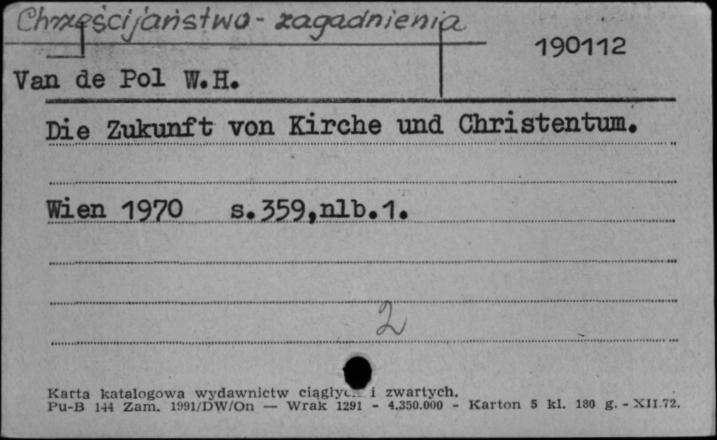 Chrześcijaństwo - zagadnienia
190112
Van de Pol W.H.
Die Zukunft von Kirche und Christentum.
Wien 1970 s.359,nlb.1.
2
Karta katalogowa wydawnictw i zwartych.
Pu-B 144 Zam. 1991/DW/On — Wrak 1291 - 4.350.000 - Karton 5 kl. 180 g. - XII.72.